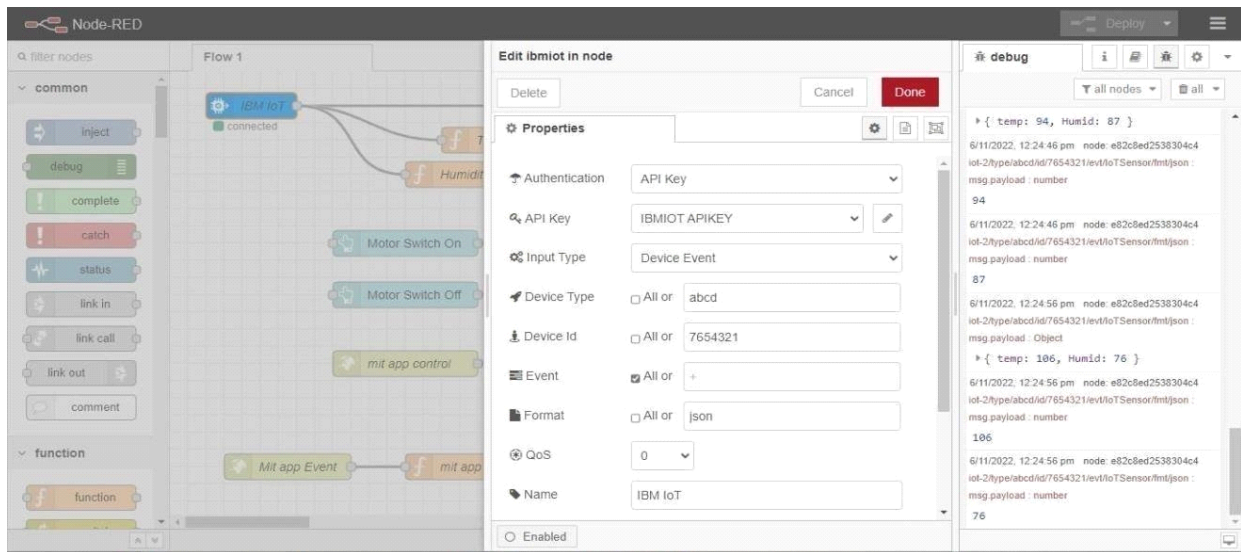 Node-RED
Deploy
filter nodes
common
inject
debug
complete
catch
status
link in
link call
link out
comment
function
function
Flow 1
IBM IoT
connected
Humidit
Motor Switch On
Motor Switch Off
mit app control
Mit app Event
mit app
Edit ibmiot in node
Delete
Cancel
Done
Properties
Authentication
API Key
API Key
IBMIOT APIKEY
Input Type
Device Event
Device Type
All or
abcd
Device Id
All or
7654321
Event
All or
+
Format
All or
json
QoS
0
Name
IBM IoT
Enabled
debug
i
all nodes
all
{ temp: 94, Humid: 87 }
6/11/2022, 12:24:46 pm node: e82c8ed2538304c4
iot-2/type/abcd/id/7654321/evt/IoTSensor/fmt/json :
msg.payload : number
94
6/11/2022, 12:24:46 pm node: e82c8ed2538304c4
iot-2/type/abcd/id/7654321/evt/IoTSensor/fmt/json :
msg.payload : number
87
6/11/2022, 12:24:56 pm node: e82c8ed2538304c4
iot-2/type/abcd/id/7654321/evt/IoTSensor/fmt/json :
msg.payload : Object
{ temp: 106, Humid: 76 }
6/11/2022, 12:24:56 pm node: e82c8ed2538304c4
iot-2/type/abcd/id/7654321/evt/IoTSensor/fmt/json :
msg.payload : number
106
6/11/2022, 12:24:56 pm node: e82c8ed2538304c4
iot-2/type/abcd/id/7654321/evt/IoTSensor/fmt/json :
msg.payload : number
76